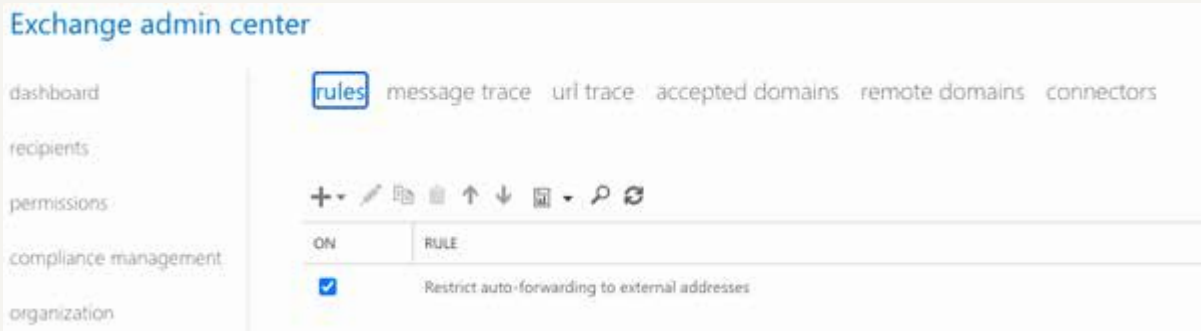 Exchange admin center
dashboard
rules message trace url trace accepted domains remote domains connectors
recipients
permissions
compliance management
organization
ON RULE
Restrict auto-forwarding to external addresses